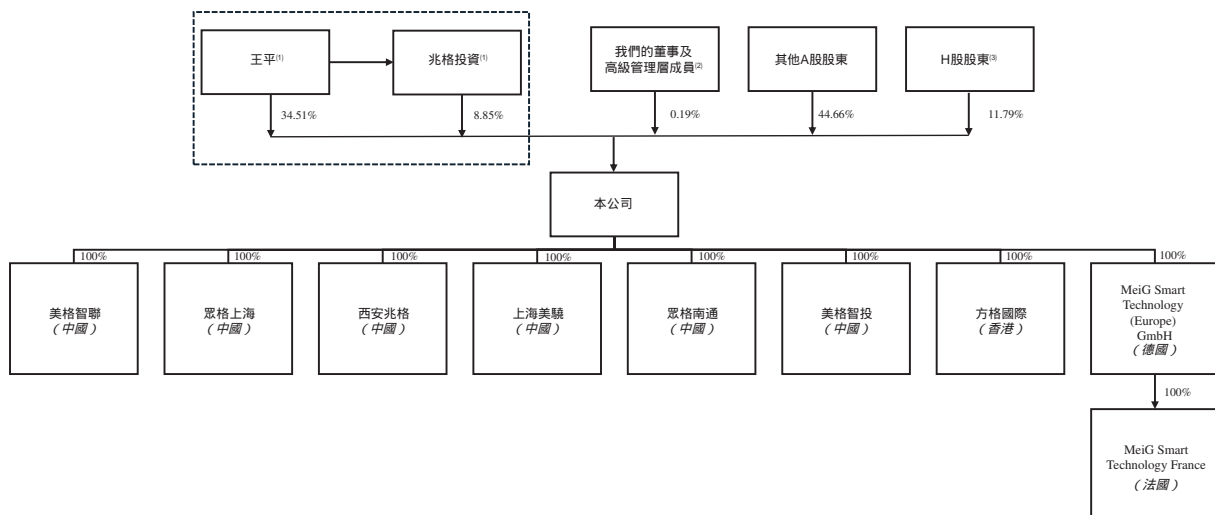 王平(1)
兆格投資(1)
我們的董事及
高級管理層成員(2)
其他A股股東
H股股東(3)
34.51%
8.85%
0.19%
44.66%
11.79%
本公司
100%
100%
100%
100%
100%
100%
100%
100%
美格智聯
(中國)
眾格上海
(中國)
西安兆格
(中國)
上海美驍
(中國)
眾格南通
(中國)
美格智投
(中國)
方格國際
(香港)
MeiG Smart
Technology
(Europe)
GmbH
(德國)
100%
MeiG Smart
Technology France
(法國)